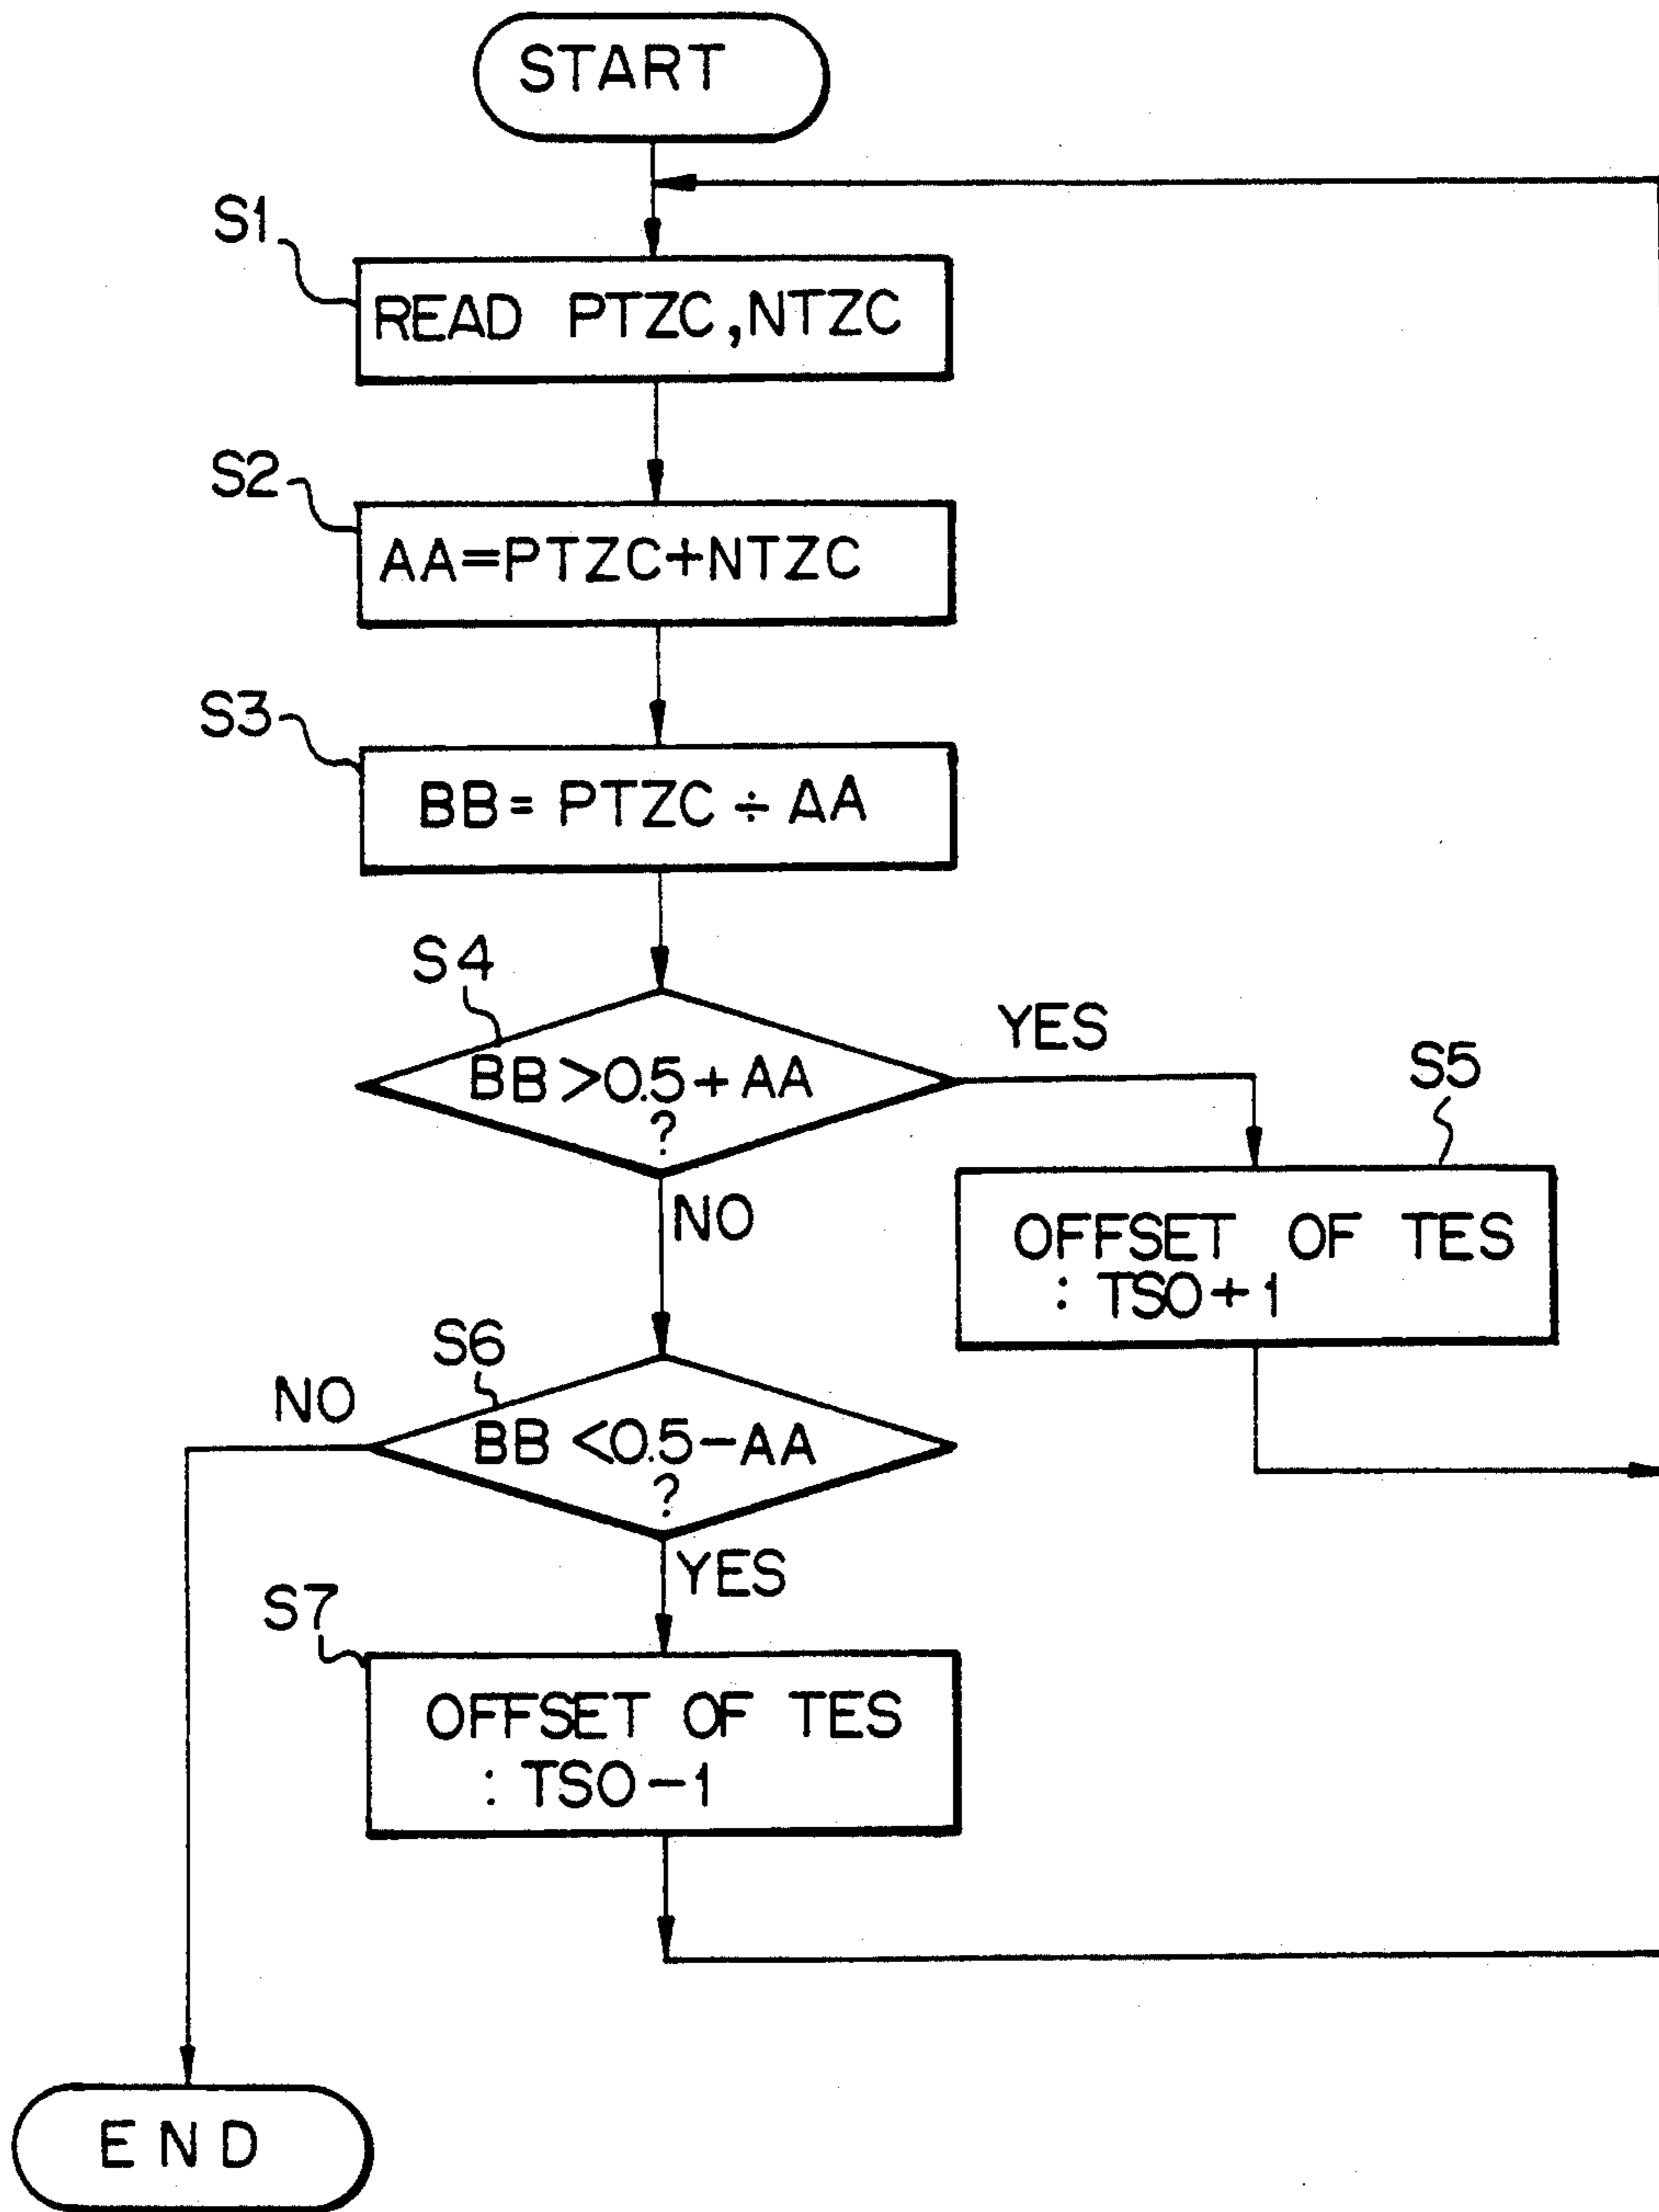 START
S1
READ PTZC,NTZC
S2
AA=PTZC+NTZC
S3
BB= PTZC ÷ AA
S4
BB>0.5+AA
?
YES
NO
S5
OFFSET OF TES
: TSO+1
S6
NO
BB<0.5-AA
?
YES
S7
OFFSET OF TES
: TSO-1
END